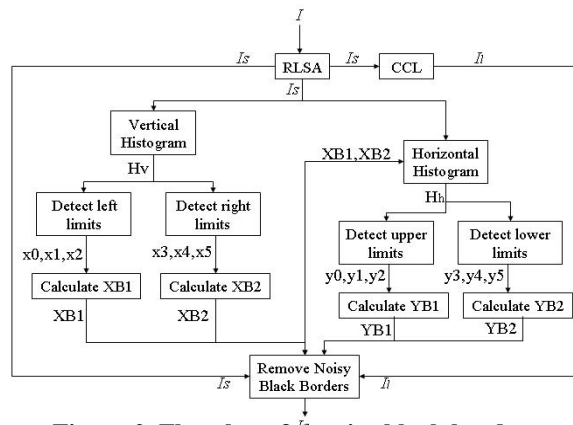 I
Is
RLSA
Is
CCL
Il
Is
Vertical
Histogram
XB1,XB2
Horizontal
Histogram
Hv
Hh
Detect left
limits
Detect right
limits
Detect upper
limits
Detect lower
limits
x0,x1,x2
x3,x4,x5
y0,y1,y2
y3,y4,y5
Calculate XB1
Calculate XB2
Calculate YB1
Calculate YB2
XB1
XB2
YB1
YB2
Is
Remove Noisy
Black Borders
Il